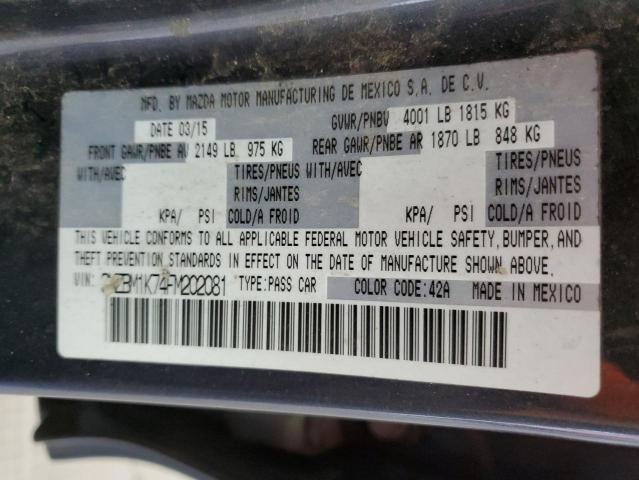 MFD. BY MAZDA MOTOR MANUFACTURING DE MEXICO S.A. DE C.V.
DATE 03/15 GVWR/PNBV 4001 LB 1815 KG
FRONT GAWR/PNBE AV 2149 LB 975 KG REAR GAWR/PNBE AR 1870 LB 848 KG
WITH/AVEC TIRES/PNEUS WITH/AVEC TIRES/PNEUS
RIMS/JANTES RIMS/JANTES
KPA/ PSI COLD/A FROID KPA/ PSI COLD/A FROID
THIS VEHICLE CONFORMS TO ALL APPLICABLE FEDERAL MOTOR VEHICLE SAFETY, BUMPER, AND
THEFT PREVENTION STANDARDS IN EFFECT ON THE DATE OF MANUFACTURE SHOWN ABOVE.
VIN: TYPE:PASS CAR COLOR CODE:42A MADE IN MEXICO